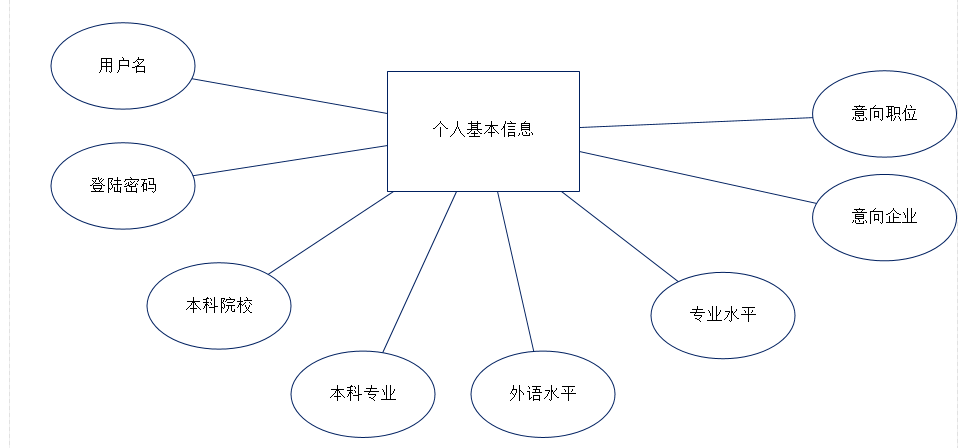 用户名
个人基本信息
意向职位
登陆密码
意向企业
本科院校
专业水平
本科专业
外语水平